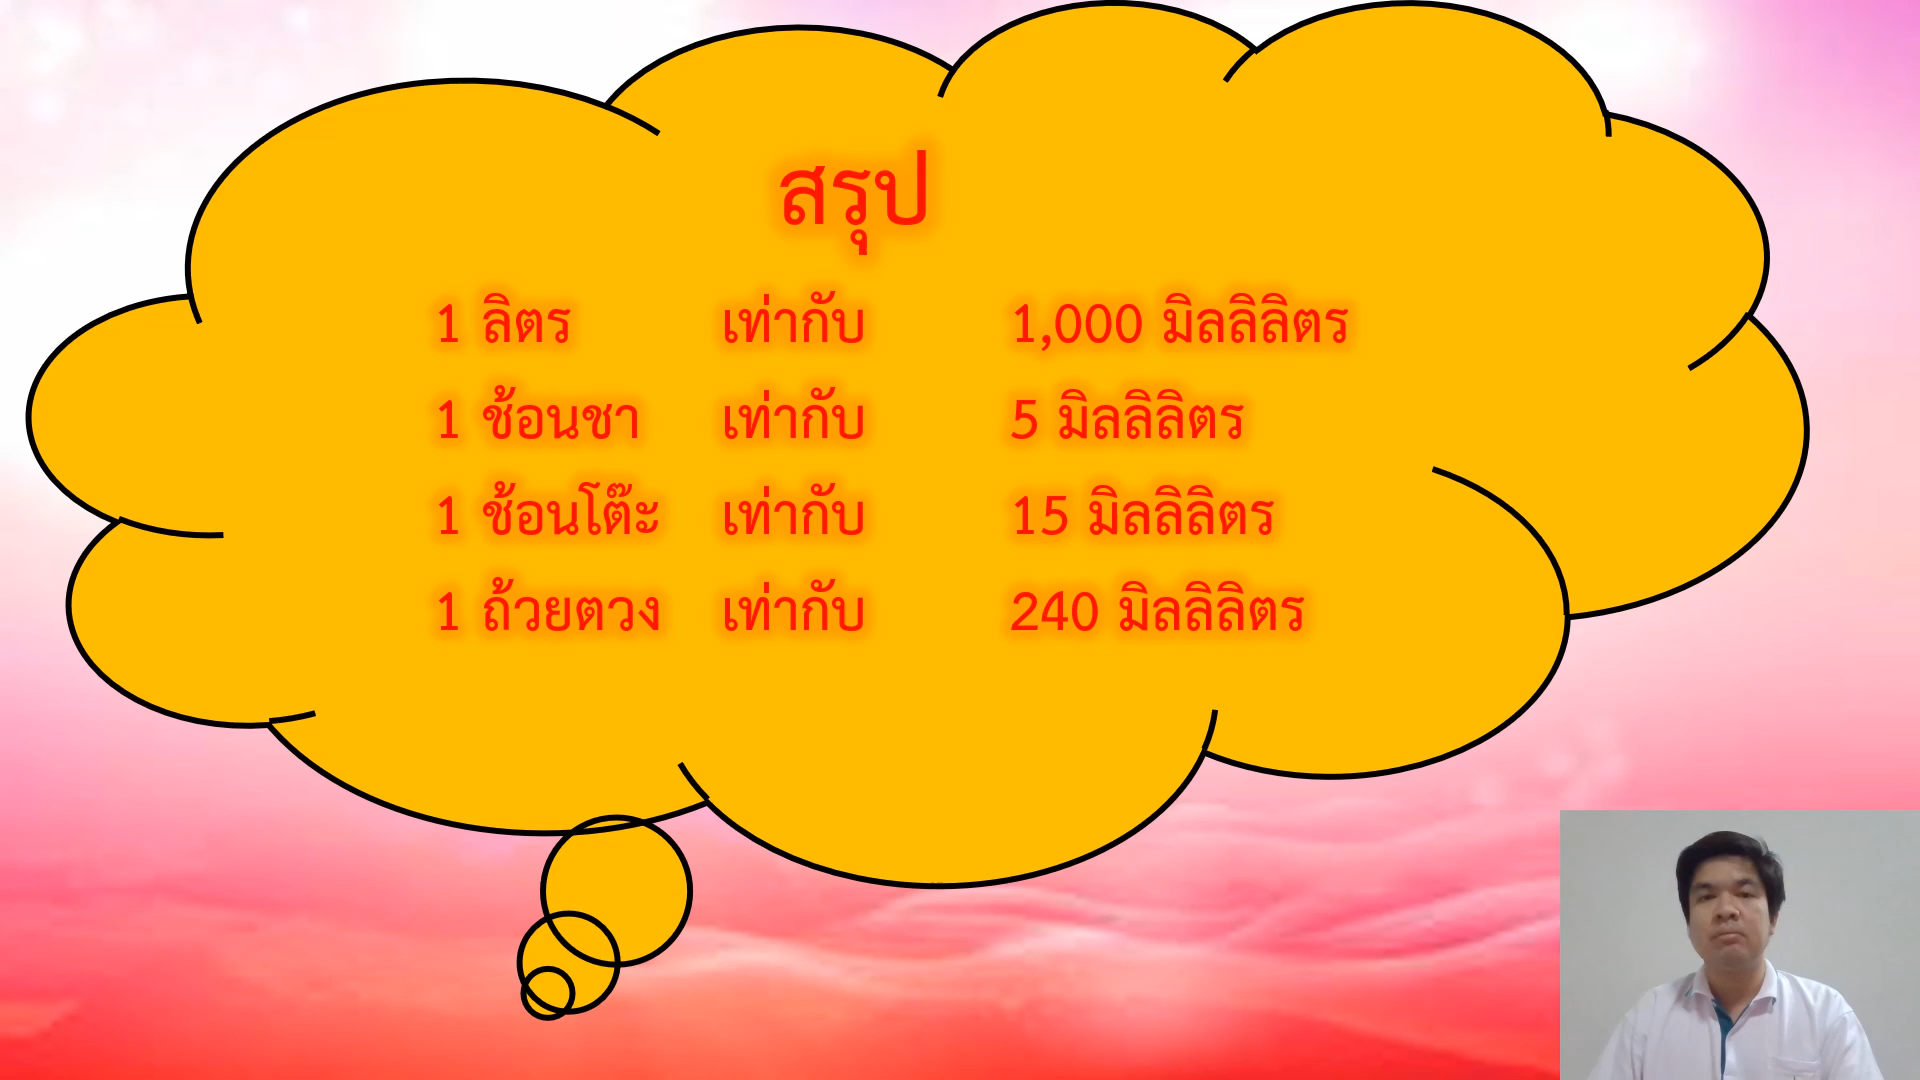 สรุป
1 ลิตร เท่ากับ 1,000 มิลลิลิตร
1 ช้อนชา เท่ากับ 5 มิลลิลิตร
1 ช้อนโต๊ะ เท่ากับ 15 มิลลิลิตร
1 ถ้วยตวง เท่ากับ 240 มิลลิลิตร